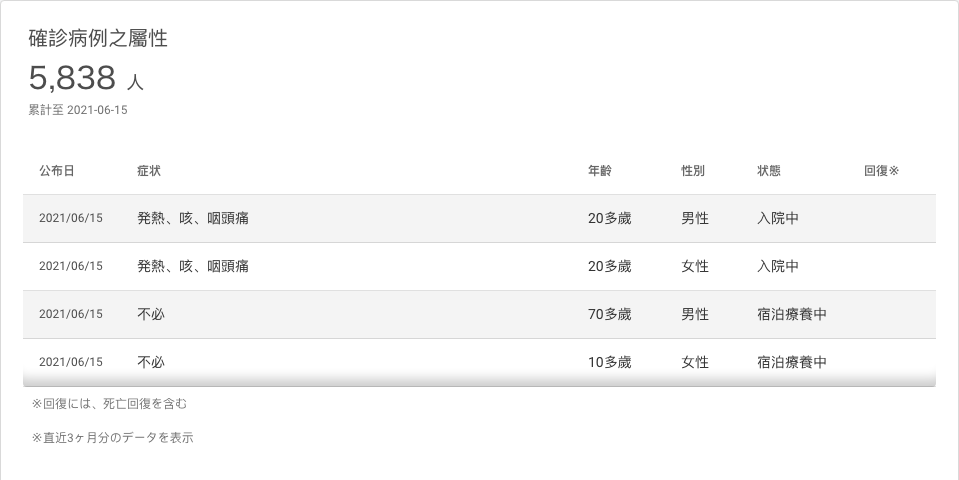 確診病例之屬性
5,838 人
累計至 2021-06-15
公布日 症状 年齢 性別 状態 回復※
2021/06/15 発熱、咳、咽頭痛 20多歲 男性 入院中
2021/06/15 発熱、咳、咽頭痛 20多歲 女性 入院中
2021/06/15 不必 70多歲 男性 宿泊療養中
2021/06/15 不必 10多歲 女性 宿泊療養中
※回復には、死亡回復を含む
※直近3ヶ月分のデータを表示